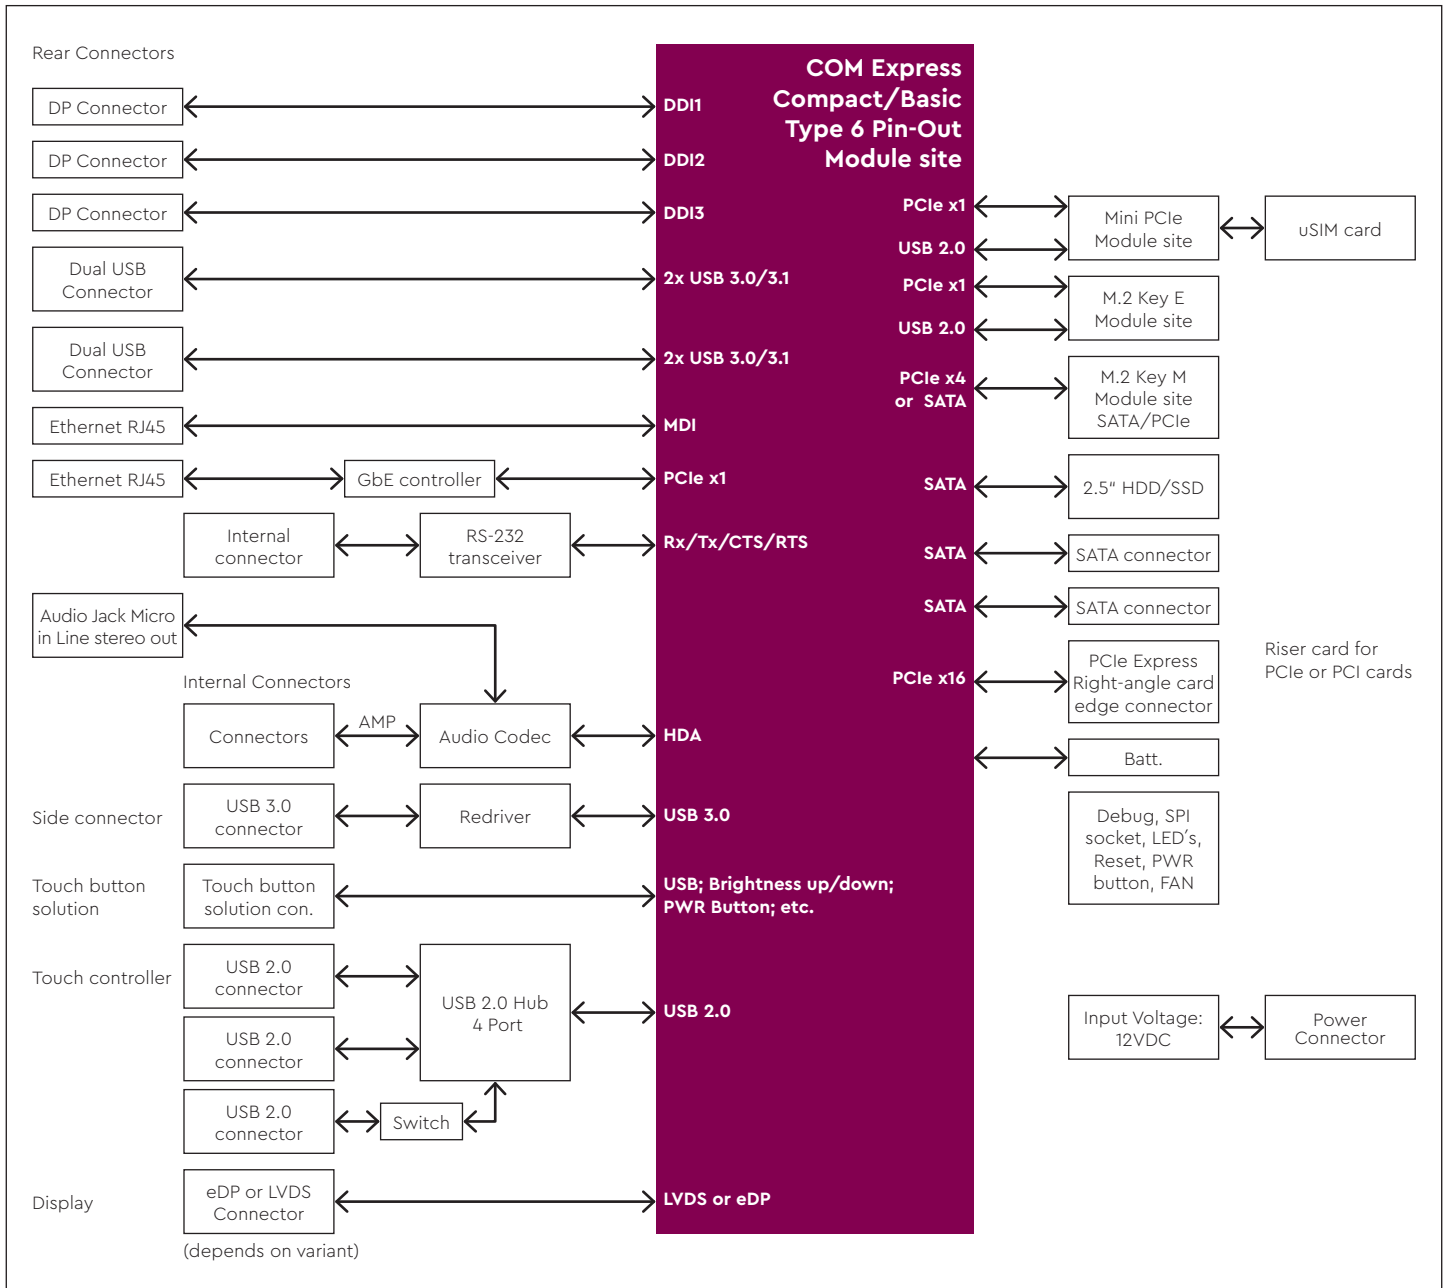 Rear Connectors
COM Express
Compact/Basic
Type 6 Pin-Out
Module site
DP Connector
DDI1
DP Connector
DDI2
DP Connector
DDI3
Dual USB
Connector
2x USB 3.0/3.1
Dual USB
Connector
2x USB 3.0/3.1
Ethernet RJ45
MDI
Ethernet RJ45
GbE controller
PCIe x1
Internal
connector
RS-232
transceiver
Rx/Tx/CTS/RTS
Audio Jack Micro
in Line stereo out
Internal Connectors
Connectors
AMP
Audio Codec
HDA
Side connector
USB 3.0
connector
Redriver
USB 3.0
Touch button
solution
Touch button
solution con.
USB; Brightness up/down;
PWR Button; etc.
Touch controller
USB 2.0
connector
USB 2.0
connector
USB 2.0
connector
Switch
USB 2.0 Hub
4 Port
USB 2.0
Display
eDP or LVDS
Connector
(depends on variant)
LVDS or eDP
PCIe x1
USB 2.0
Mini PCIe
Module site
uSIM card
PCIe x1
USB 2.0
M.2 Key E
Module site
PCIe x4
or SATA
M.2 Key M
Module site
SATA/PCIe
SATA
2.5“ HDD/SSD
SATA
SATA connector
SATA
SATA connector
PCIe x16
PCIe Express
Right-angle card
edge connector
Riser card for
PCIe or PCI cards
Batt.
Debug, SPI
socket, LED´s,
Reset, PWR
button, FAN
Input Voltage:
12VDC
Power
Connector